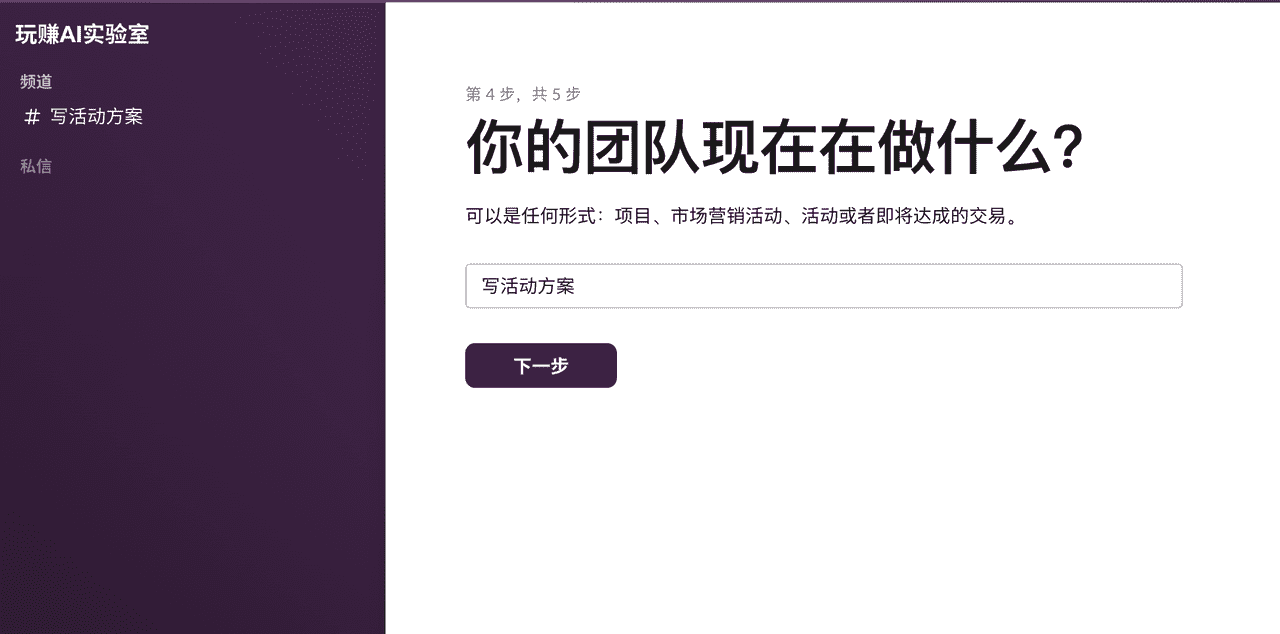 玩赚AI实验室
频道
# 写活动方案
私信
第 4 步，共 5 步
你的团队现在在做什么？
可以是任何形式：项目、市场营销活动、活动或者即将达成的交易。
写活动方案
下一步